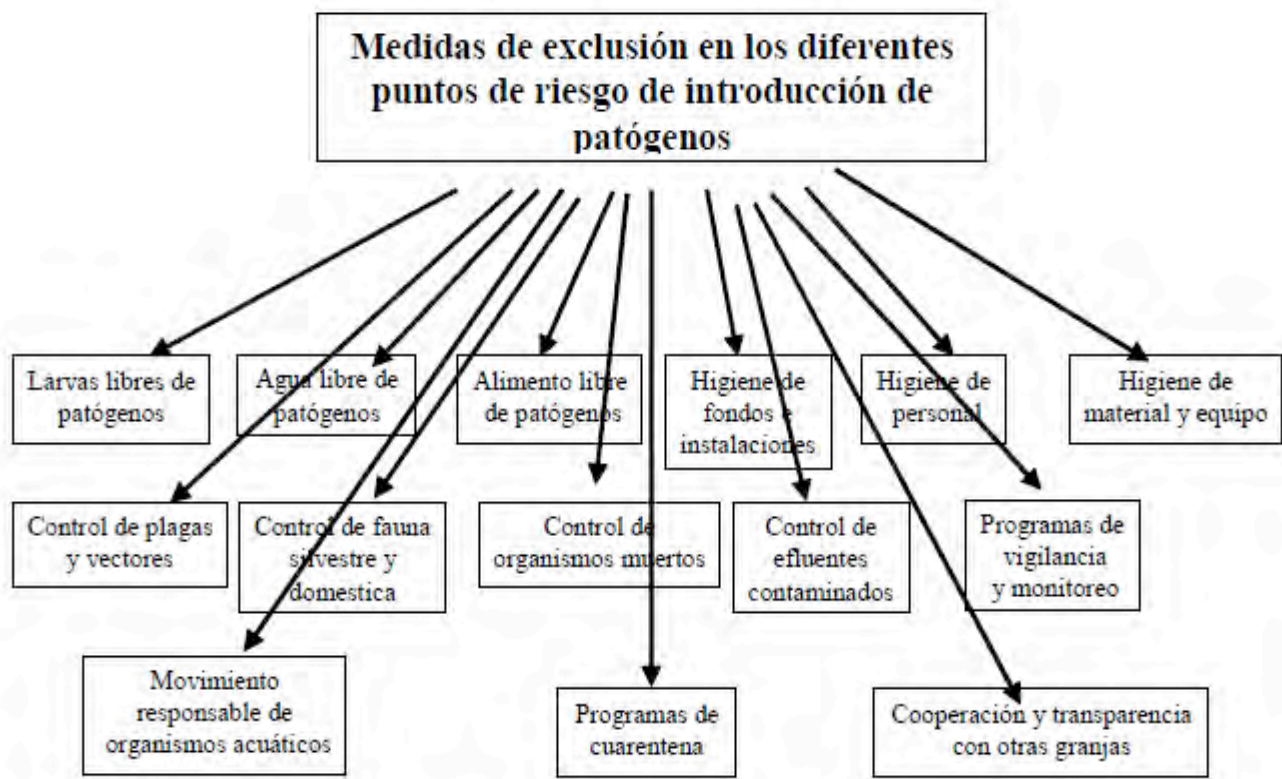 Medidas de exclusión en los diferentes
puntos de riesgo de introducción de
patógenos
Larvas libres de
patógenos
Agua libre de
patógenos
Alimento libre
de patógenos
Higiene de
fondos e
instalaciones
Higiene de
personal
Higiene de
material y equipo
Control de plagas
y vectores
Control de fauna
silvestre y
domestica
Control de
organismos muertos
Control de
efluentes
contaminados
Programas de
vigilancia
y monitoreo
Movimiento
responsable de
organismos acuáticos
Programas de
cuarentena
Cooperación y transparencia
con otras granjas